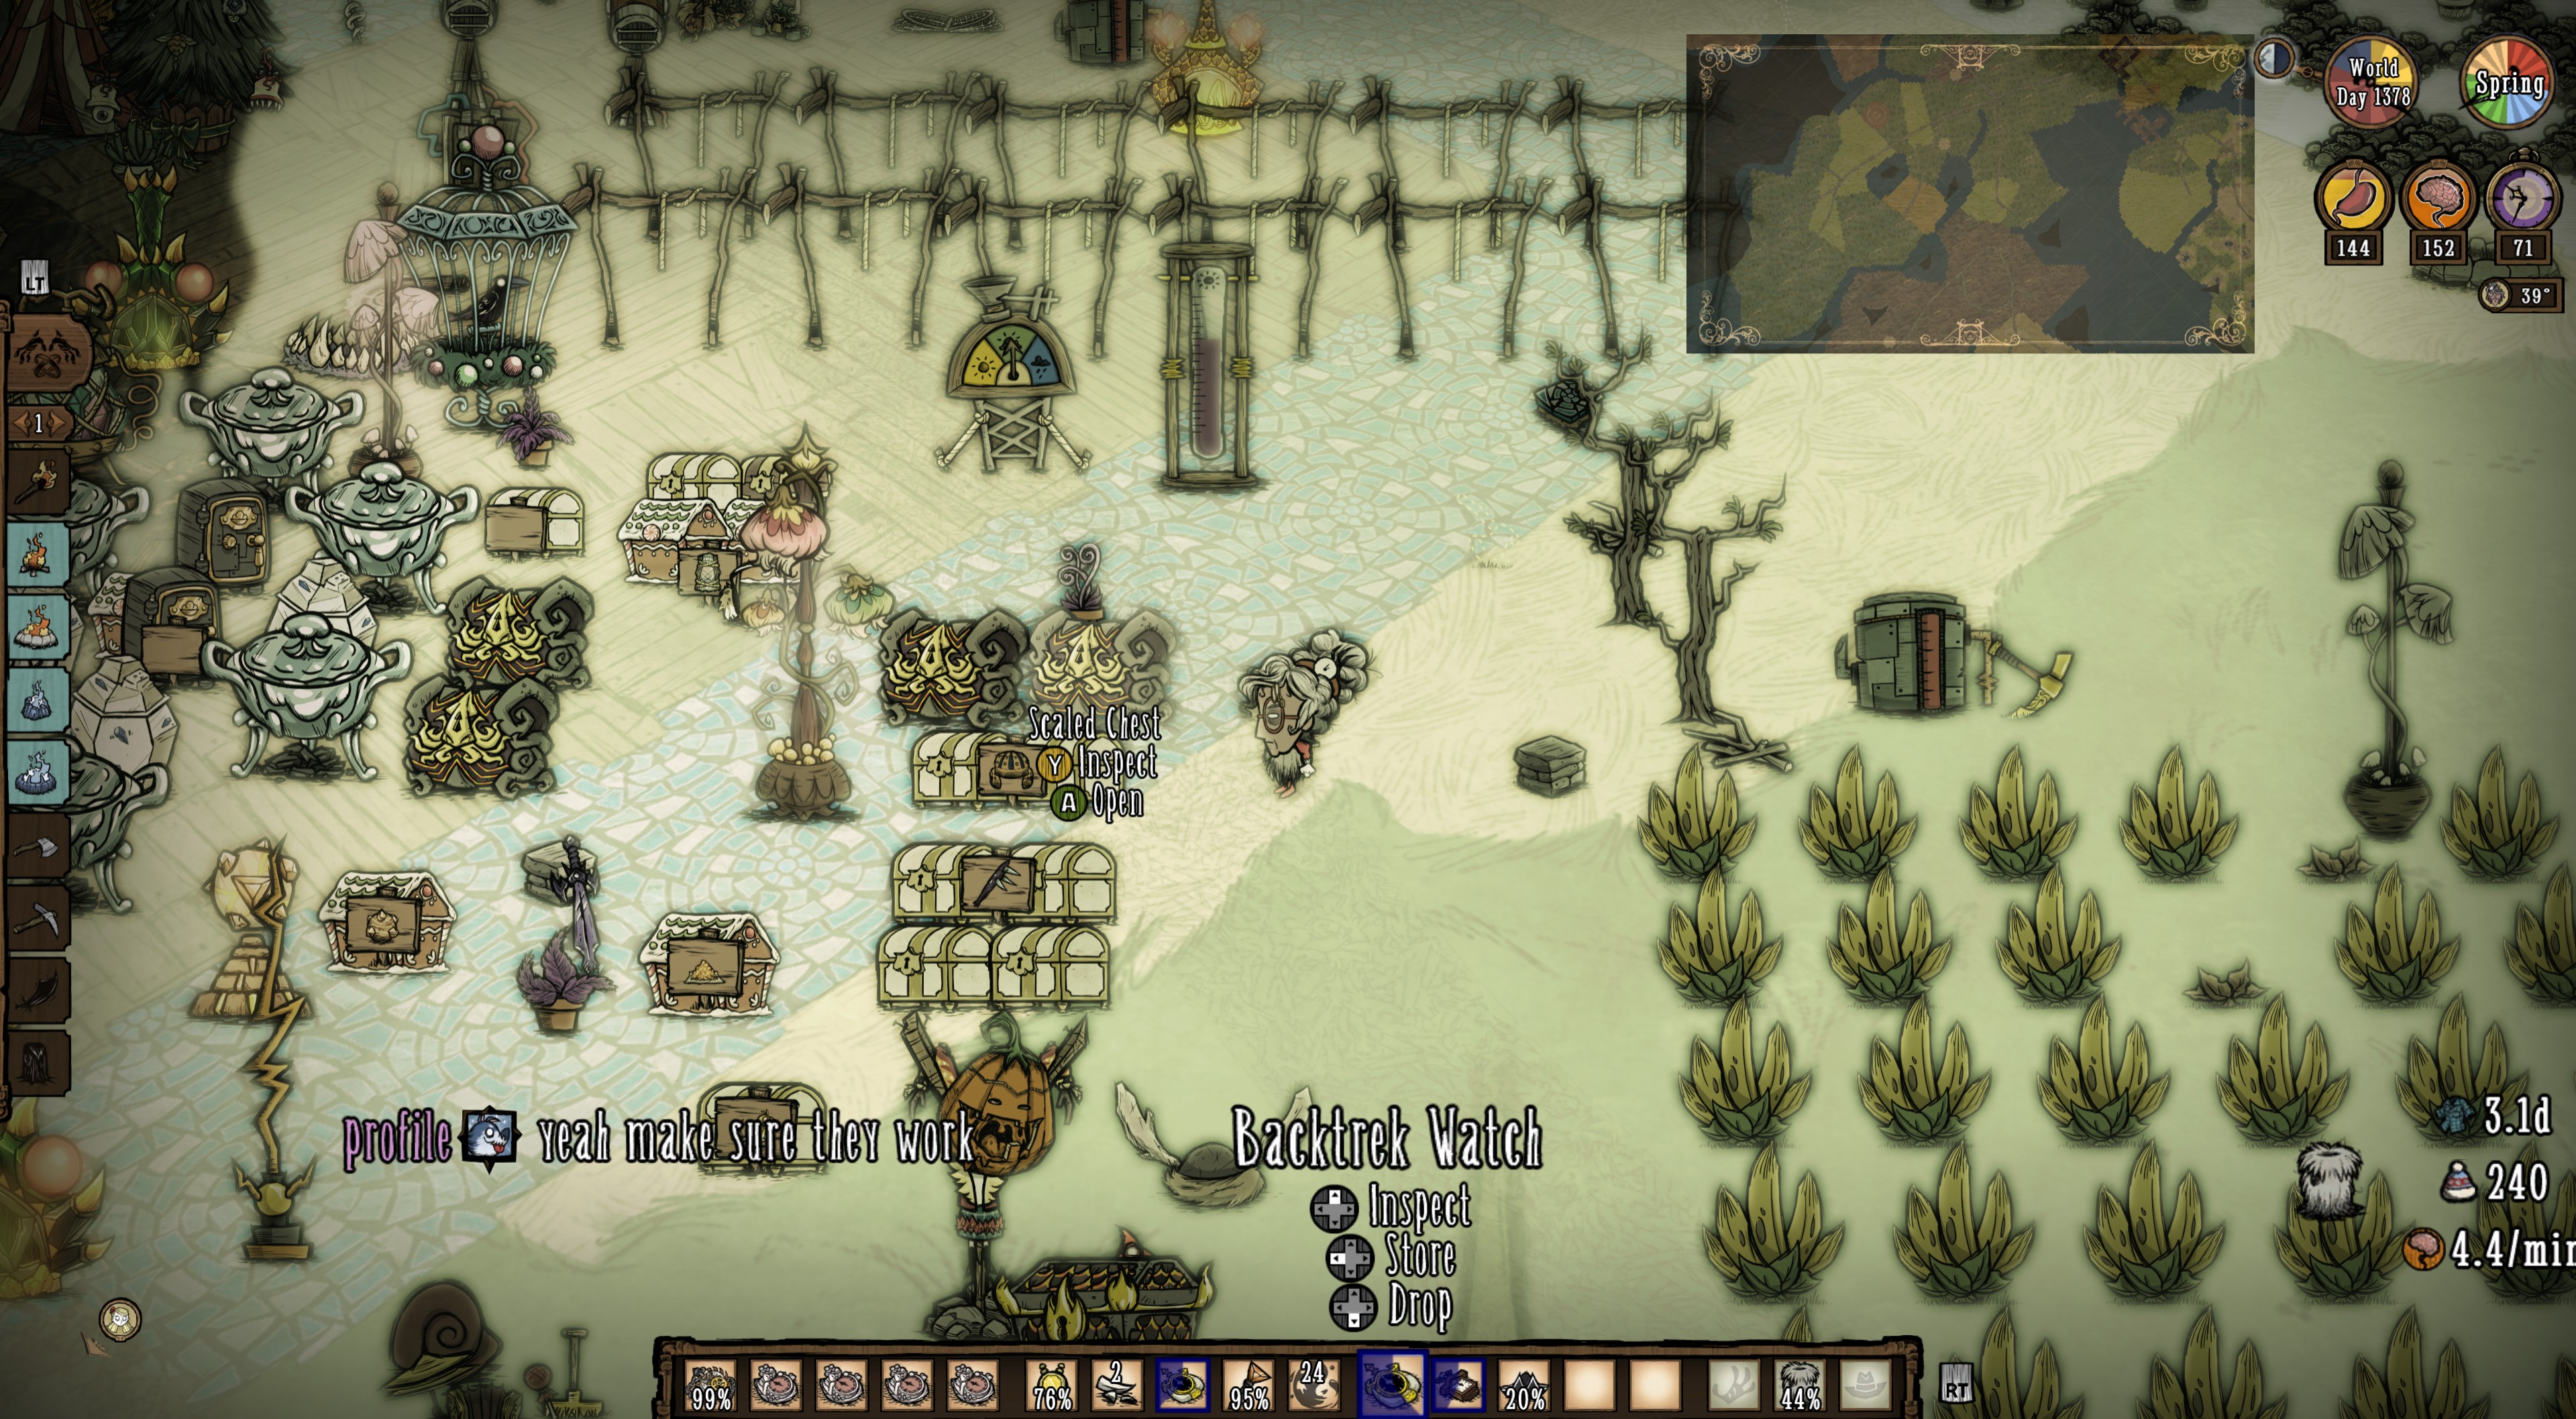 World
Day 1378
Spring
144
152
71
39°
LT
1
Scaled Chest
Y Inspect
A Open
profile yeah make sure they work
Backtrek Watch
Inspect
Store
Drop
3.1d
240
4.4/min
99%
76%
2
95%
24
20%
44%
RT